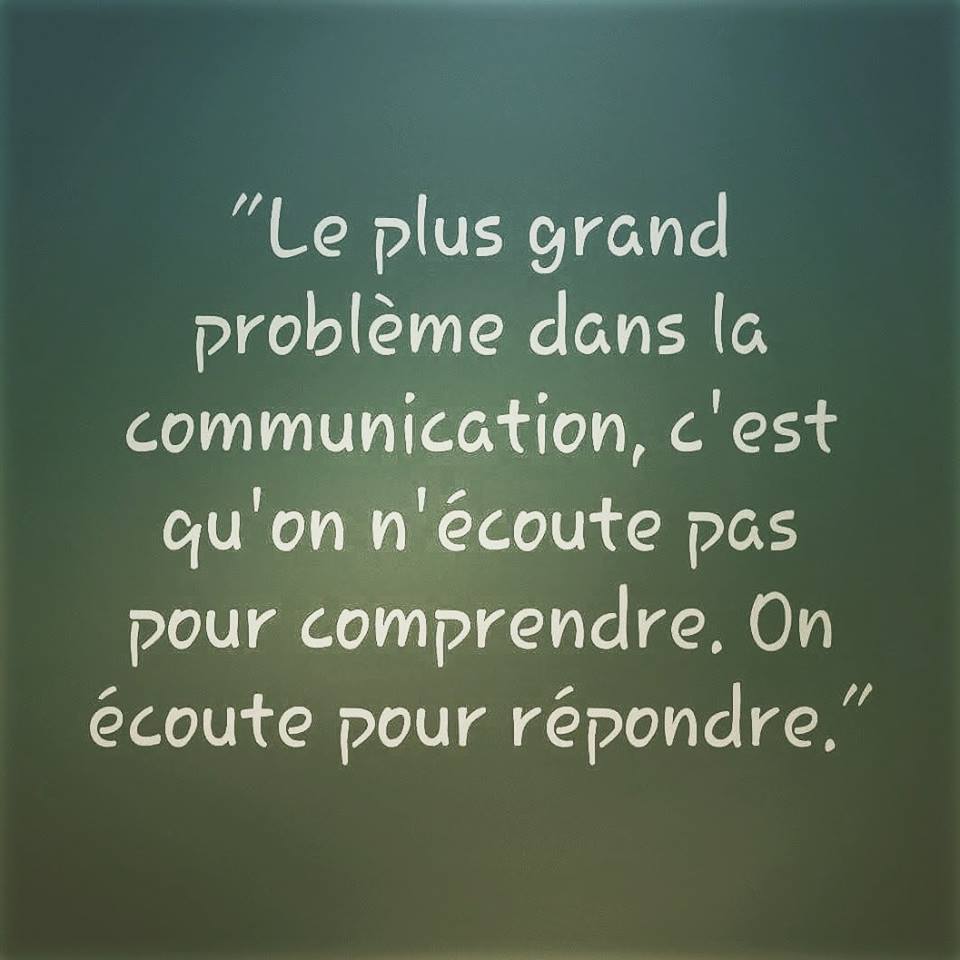 "Le plus grand
problème dans la
communication, c'est
qu'on n'écoute pas
pour comprendre. On
écoute pour répondre."